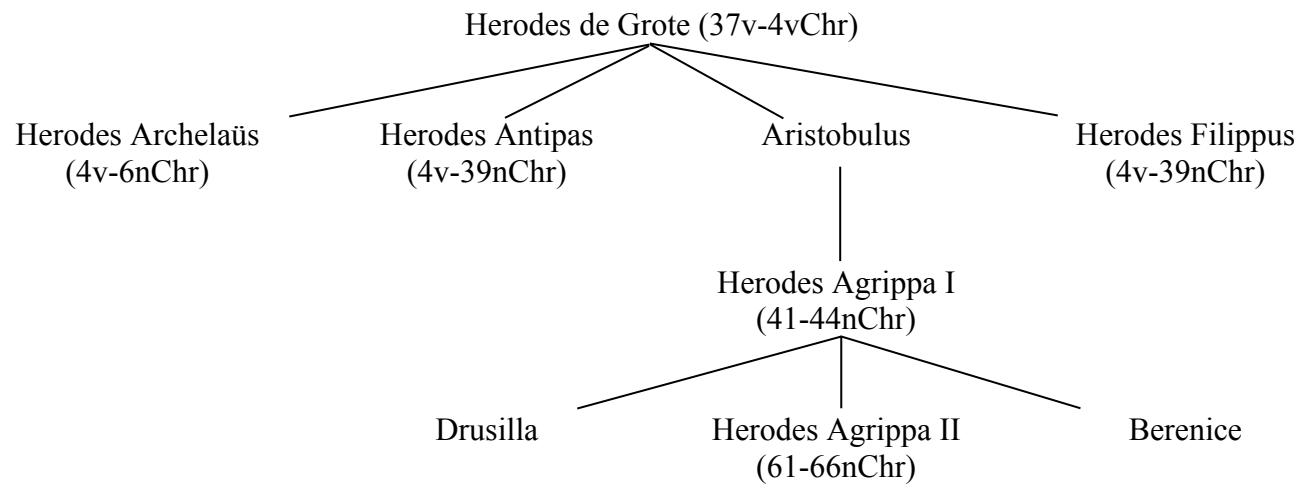 Herodes de Grote (37v-4vChr)
Herodes Archelaüs
(4v-6nChr)
Herodes Antipas
(4v-39nChr)
Aristobulus
Herodes Filippus
(4v-39nChr)
Herodes Agrippa I
(41-44nChr)
Drusilla
Herodes Agrippa II
(61-66nChr)
Berenice